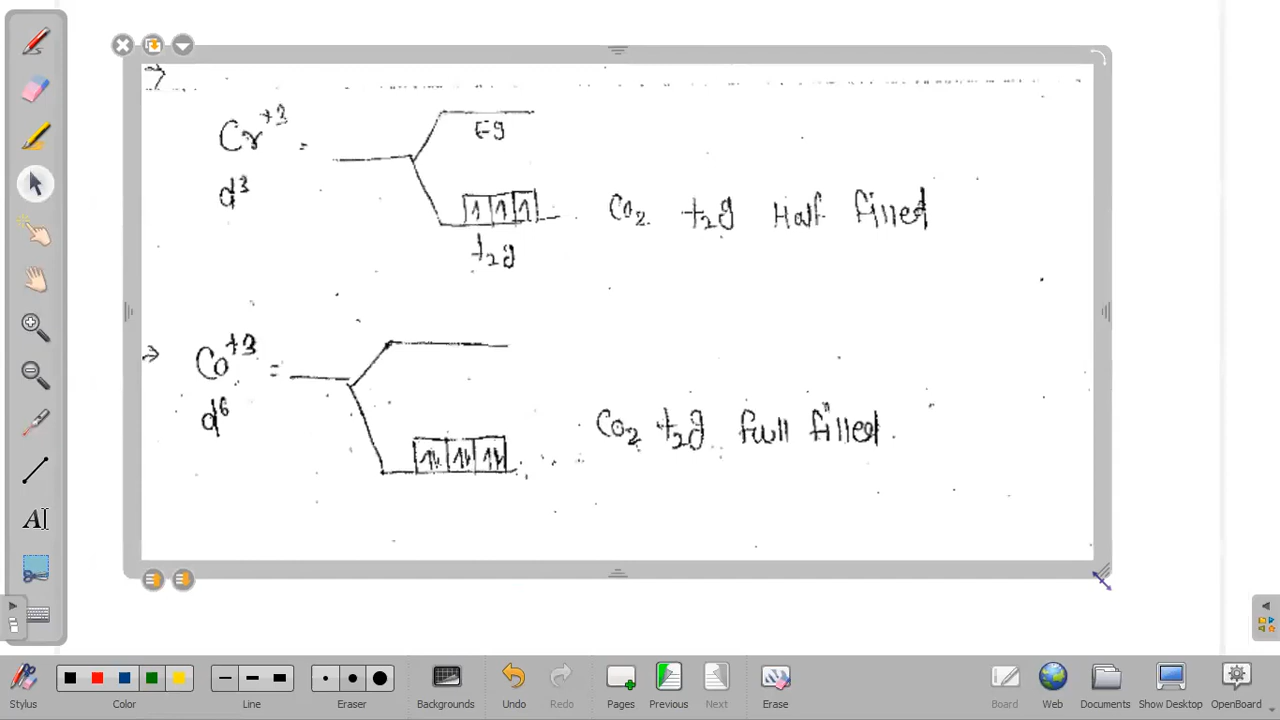 Cr+3 =
Eg
d3
t2g
Co2 t2g Half filled
→ Co+3 =
d6
Co2 t2g full filled.
AI
Stylus
Color
Line
Eraser
Backgrounds
Undo
Redo
Pages
Previous
Next
Erase
Board
Web
Documents
Show Desktop
OpenBoard